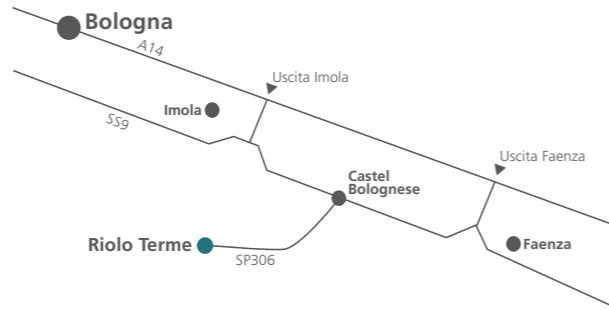 Bologna
A14
Uscita Imola
Imola
SS9
Uscita Faenza
Castel
Bolognese
Riolo Terme
Faenza
SP306